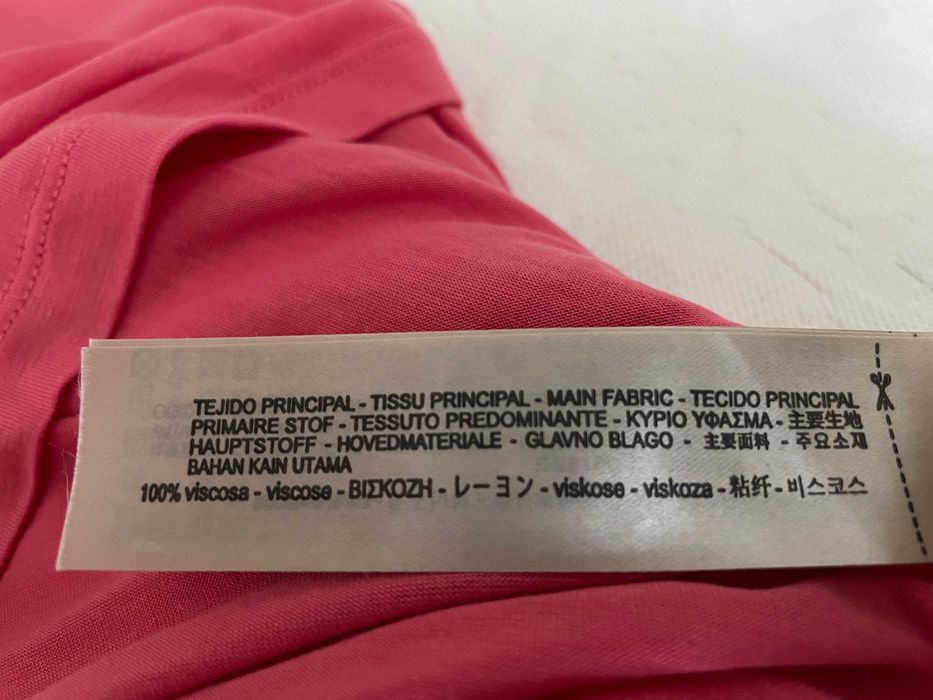 TEJIDO PRINCIPAL - TISSU PRINCIPAL - MAIN FABRIC - TECIDO PRINCIPAL
PRIMAIRE STOF - TESSUTO PREDOMINANTE - ΚΥΡΙΟ ΥΦΑΣΜΑ - 主要生地
HAUPTSTOFF - HOVEDMATERIALE - GLAVNO BLAGO - 主要面料 - 주요소재
BAHAN KAIN UTAMA
100% viscosa - viscose - ΒΙΣΚΟΖΗ - レーヨン - viskose - viskoza - 粘纤 - 비스코스